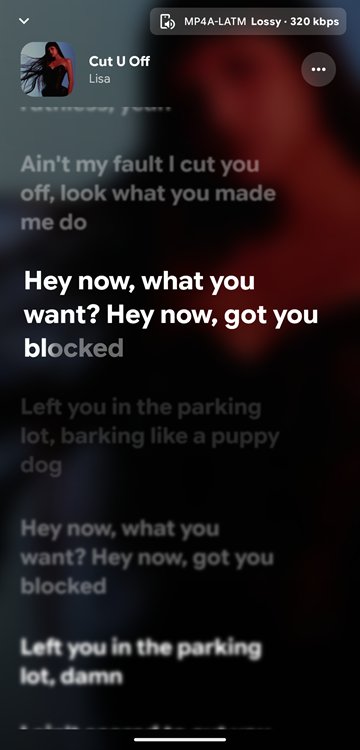 MP4A-LATM Lossy · 320 kbps
Cut U Off
Lisa
ruthless, yeah
Ain't my fault I cut you
off, look what you made
me do
Hey now, what you
want? Hey now, got you
blocked
Left you in the parking
lot, barking like a puppy
dog
Hey now, what you
want? Hey now, got you
blocked
Left you in the parking
lot, damn